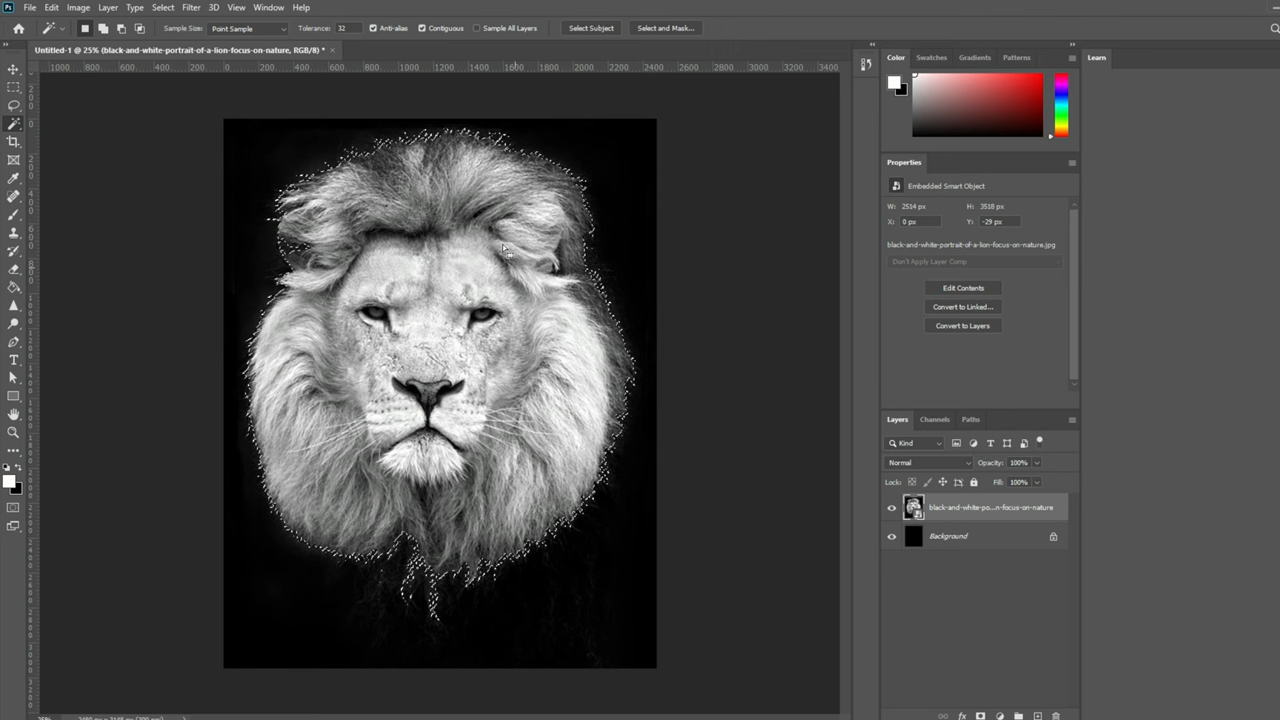 Ps File Edit Image Layer Type Select Filter 3D View Window Help
Sample Size: Point Sample Tolerance: 32 Anti-alias Contiguous Sample All Layers Select Subject Select and Mask...
Untitled-1 @ 25% (black-and-white-portrait-of-a-lion-focus-on-nature, RGB/8) * ×
1000 800 600 400 200 0 200 400 600 800 1000 1200 1400 1600 1800 2000 2200 2400 2600 2800 3000 3200 3400
Color Swatches Gradients Patterns Learn
Properties
Embedded Smart Object
W: 2514 px H: 3518 px
X: 0 px Y: -29 px
black-and-white-portrait-of-a-lion-focus-on-nature.jpg
Don't Apply Layer Comp
Edit Contents
Convert to Linked...
Convert to Layers
Layers Channels Paths
Kind
Normal Opacity: 100%
Lock: Fill: 100%
black-and-white-po...n-focus-on-nature
Background
fx